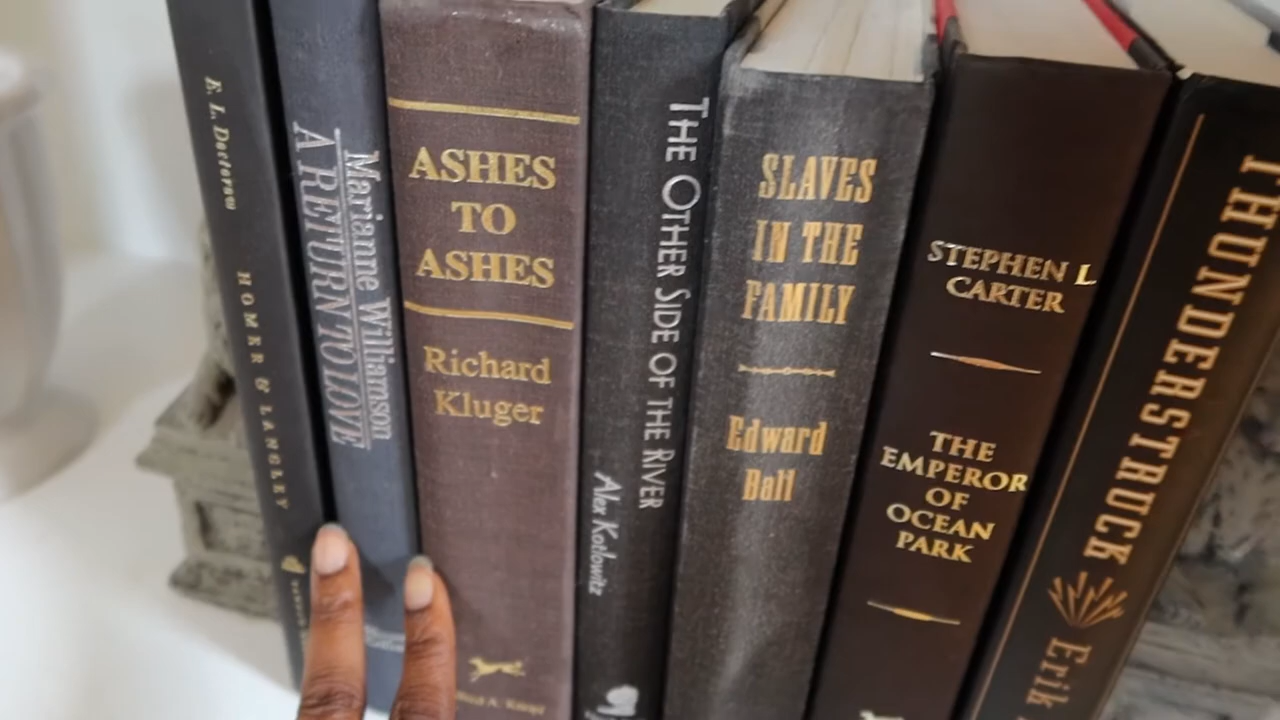 E. L. Doctorow
HOMER & LANGLEY
Marianne Williamson
A RETURN TO LOVE
ASHES
TO
ASHES
Richard
Kluger
THE OTHER SIDE OF THE RIVER
Alex Kotlowitz
SLAVES
IN THE
FAMILY
Edward
Ball
STEPHEN L
CARTER
THE
EMPEROR
OF
OCEAN
PARK
THUNDERSTRUCK
Erik